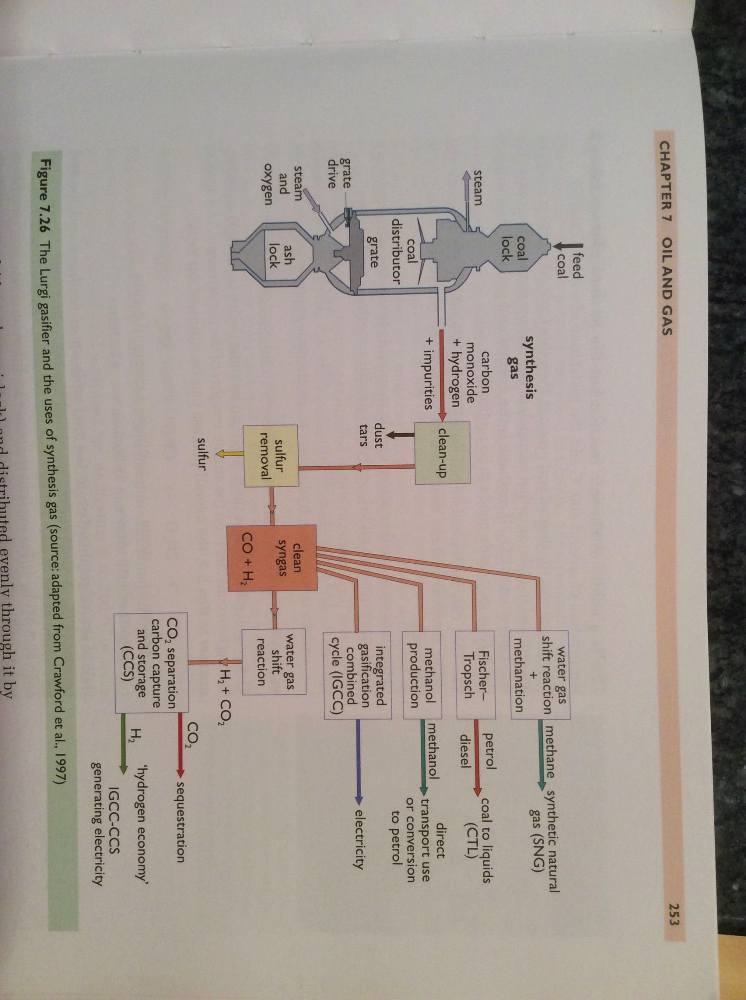 CHAPTER 7 OIL AND GAS
253
feed
coal
coal
lock
steam
coal
distributor
grate
grate
drive
steam
and
oxygen
ash
lock
synthesis
gas
carbon
monoxide
+ hydrogen
+ impurities
clean-up
dust
tars
sulfur
removal
sulfur
clean
syngas
CO + H₂
water gas
shift reaction
+
methanation
methane
synthetic natural
gas (SNG)
Fischer–
Tropsch
petrol
diesel
coal to liquids
(CTL)
methanol
production
methanol
direct
transport use
or conversion
to petrol
integrated
gasification
combined
cycle (IGCC)
electricity
water gas
shift
reaction
H₂ + CO₂
CO₂ separation
carbon capture
and storage
(CCS)
CO₂
sequestration
H₂
'hydrogen economy'
IGCC-CCS
generating electricity
Figure 7.26 The Lurgi gasifier and the uses of synthesis gas (source: adapted from Crawford et al., 1997)
and distributed evenly through it by